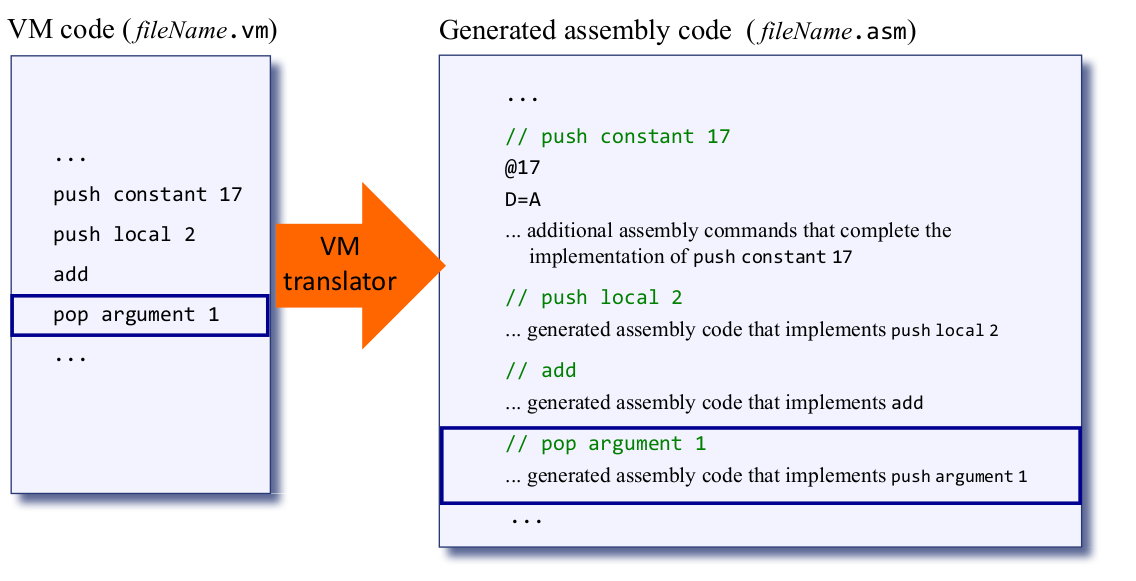 VM code (fileName.vm)
...
push constant 17
push local 2
add
pop argument 1
...
VM
translator
Generated assembly code (fileName.asm)
...
// push constant 17
@17
D=A
... additional assembly commands that complete the
implementation of push constant 17
// push local 2
... generated assembly code that implements push local 2
// add
... generated assembly code that implements add
// pop argument 1
... generated assembly code that implements push argument 1
...